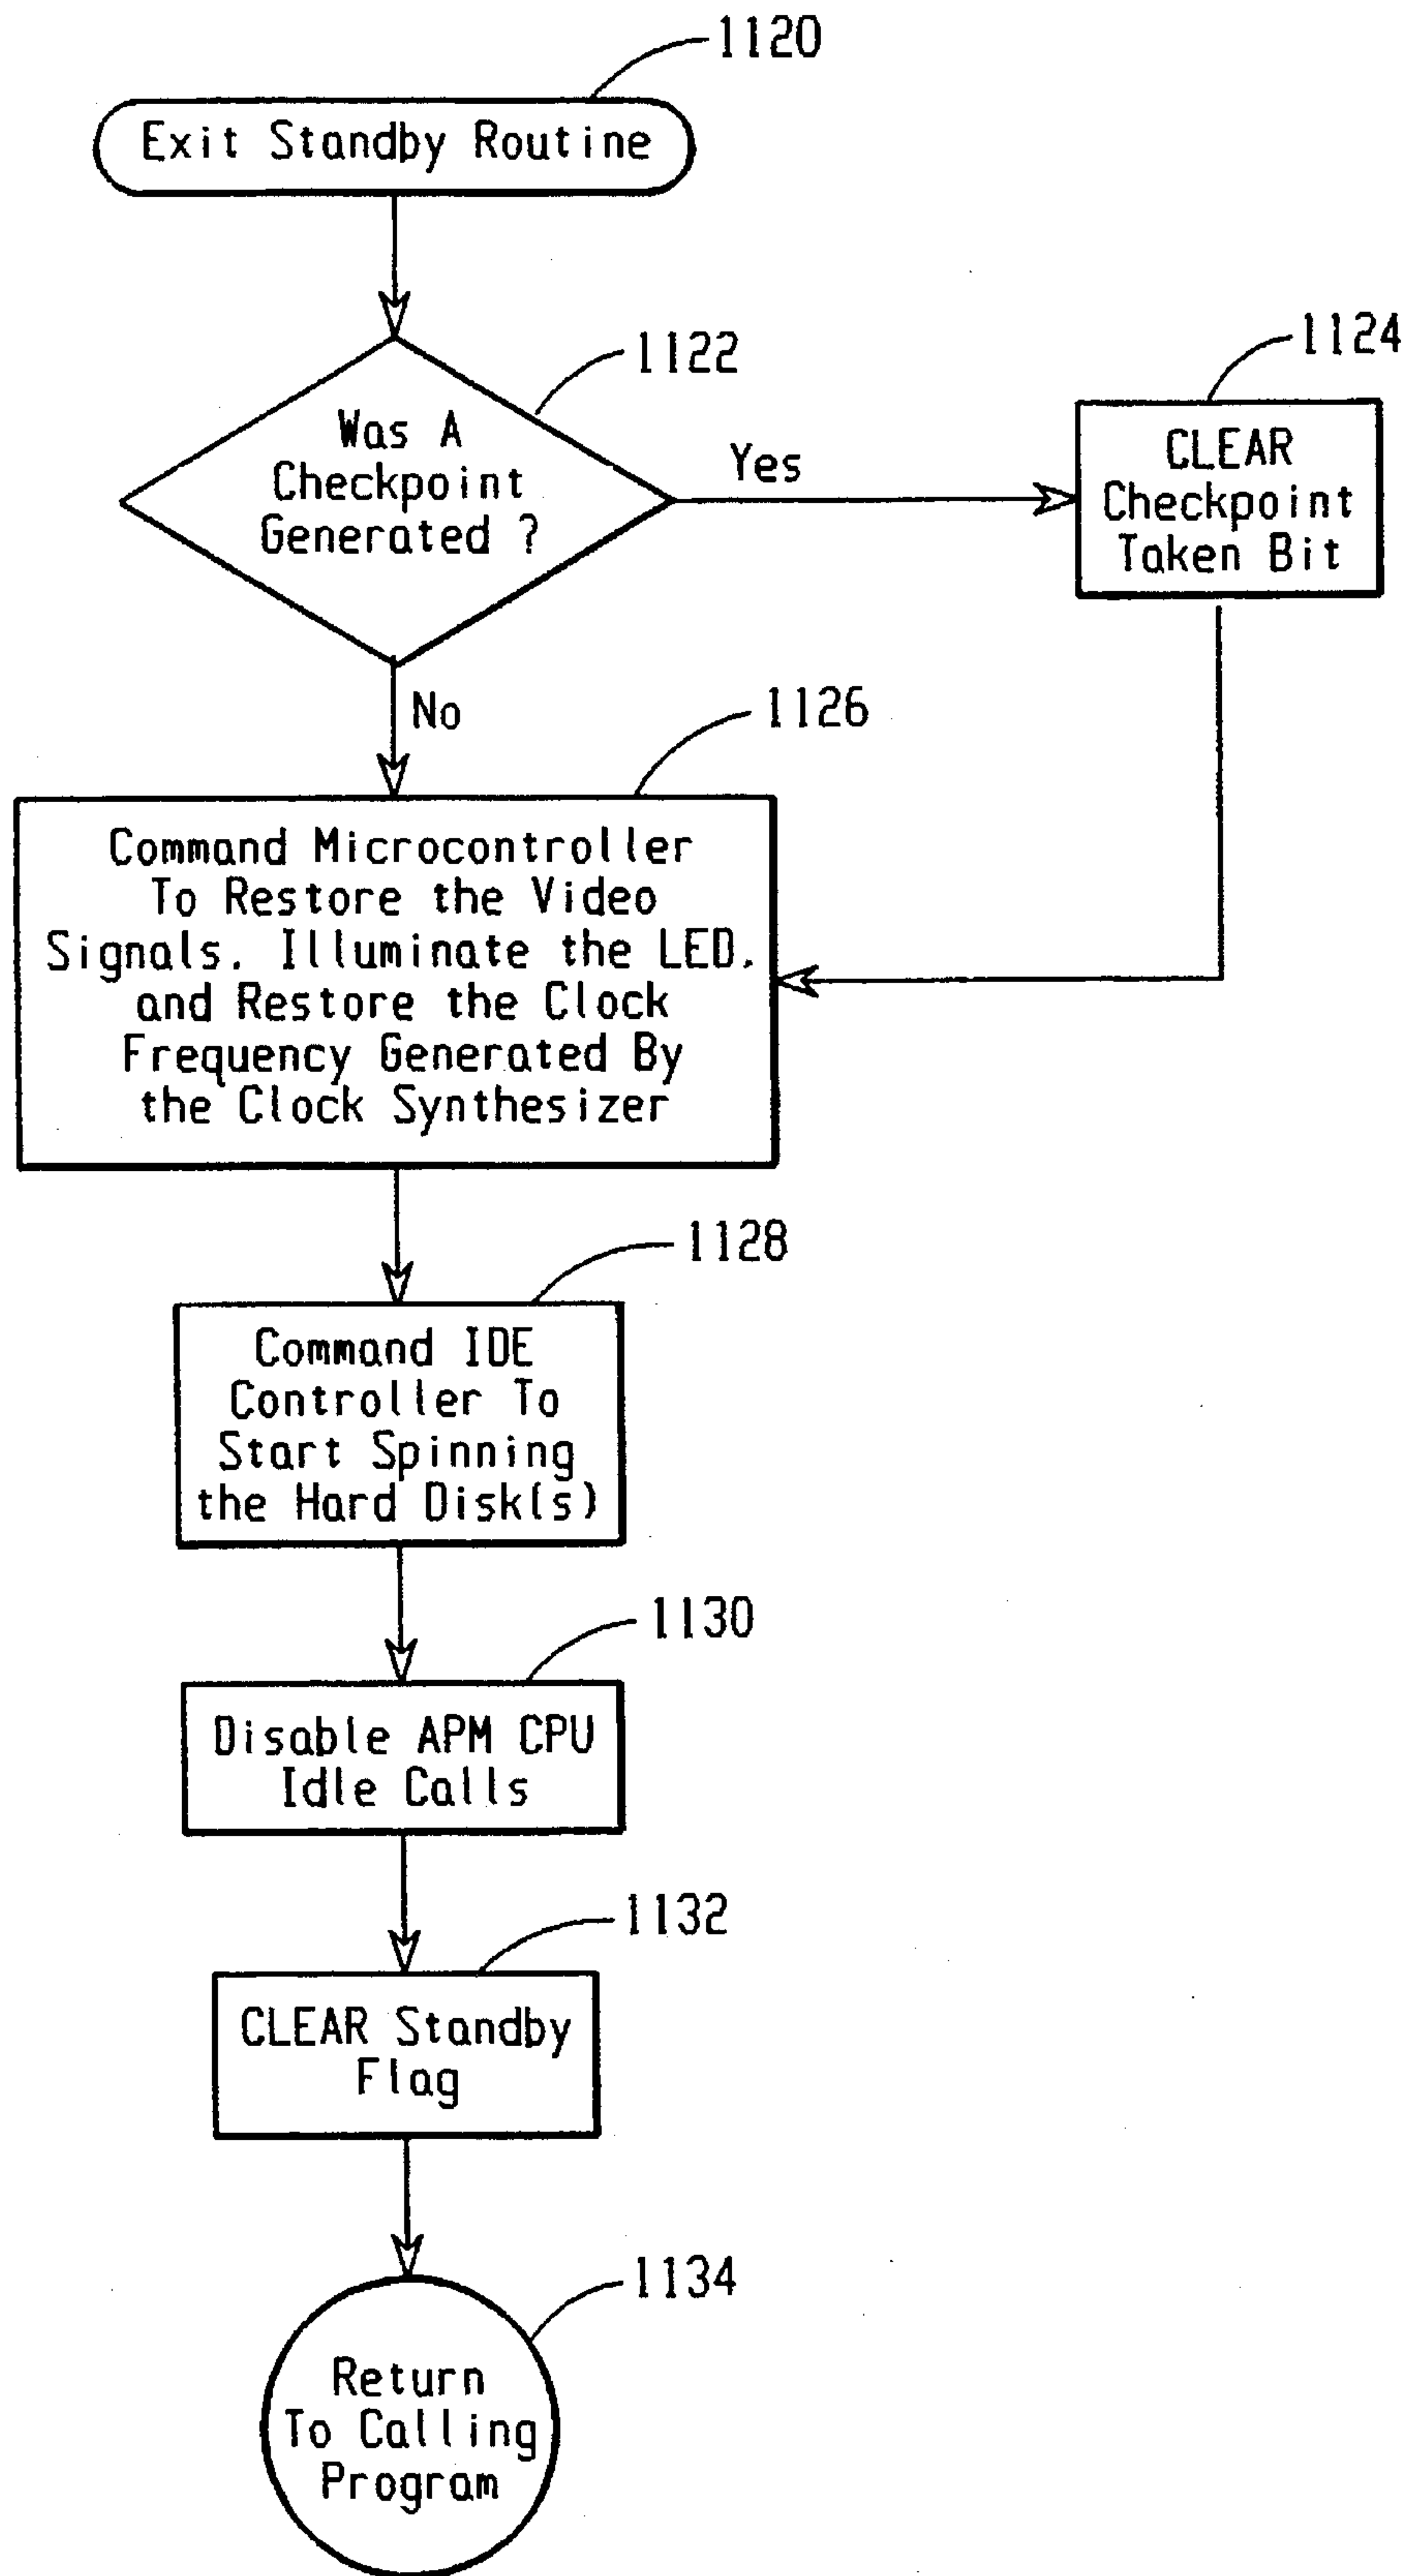 1120
Exit Standby Routine
1122
Was A
Checkpoint
Generated ?
Yes
1124
CLEAR
Checkpoint
Taken Bit
No
1126
Command Microcontroller
To Restore the Video
Signals. Illuminate the LED.
and Restore the Clock
Frequency Generated By
the Clock Synthesizer
1128
Command IDE
Controller To
Start Spinning
the Hard Disk(s)
1130
Disable APM CPU
Idle Calls
1132
CLEAR Standby
Flag
1134
Return
To Calling
Program